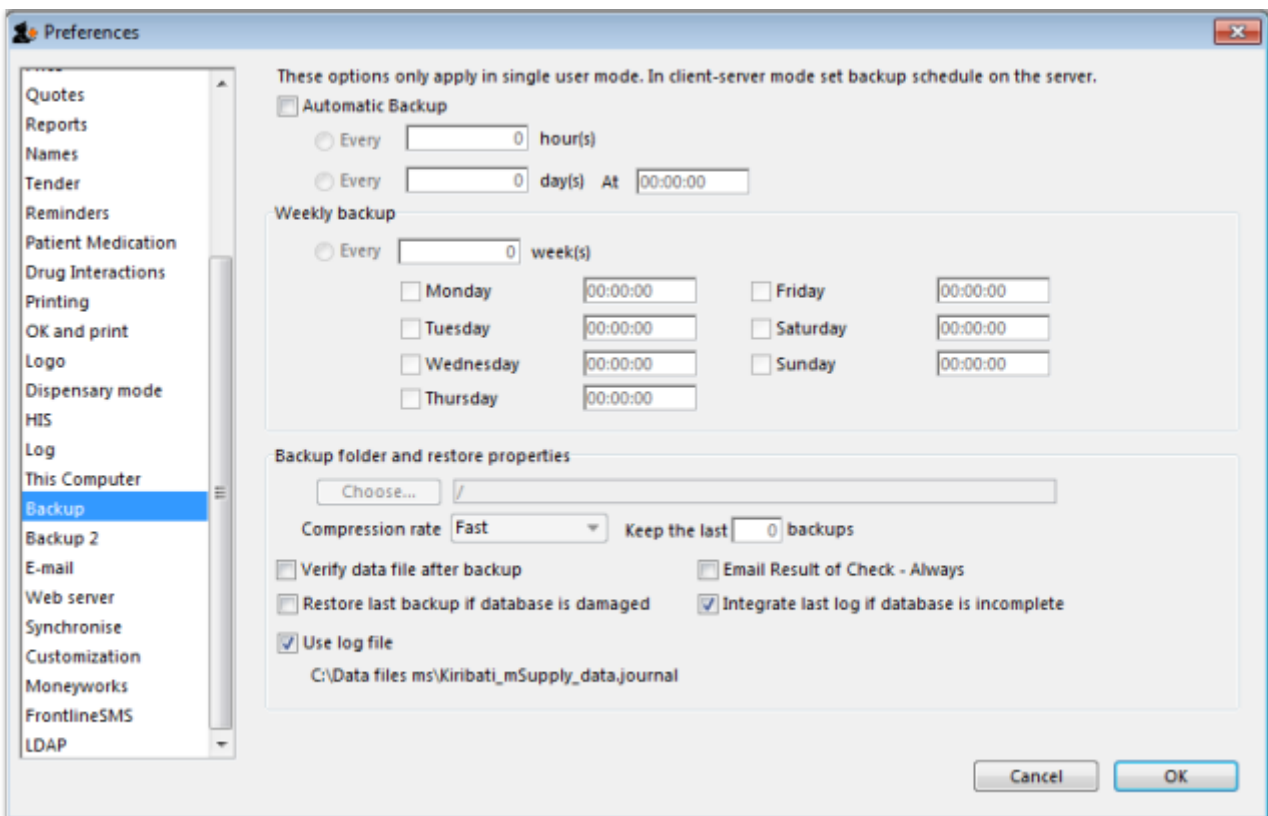 Preferences
Quotes
Reports
Names
Tender
Reminders
Patient Medication
Drug Interactions
Printing
OK and print
Logo
Dispensary mode
HIS
Log
This Computer
Backup
Backup 2
E-mail
Web server
Synchronise
Customization
Moneyworks
FrontlineSMS
LDAP
These options only apply in single user mode. In client-server mode set backup schedule on the server.
Automatic Backup
Every 0 hour(s)
Every 0 day(s) At 00:00:00
Weekly backup
Every 0 week(s)
Monday 00:00:00 Friday 00:00:00
Tuesday 00:00:00 Saturday 00:00:00
Wednesday 00:00:00 Sunday 00:00:00
Thursday 00:00:00
Backup folder and restore properties
Choose... /
Compression rate Fast Keep the last 0 backups
Verify data file after backup Email Result of Check - Always
Restore last backup if database is damaged Integrate last log if database is incomplete
Use log file
C:\Data files ms\Kiribati_mSupply_data.journal
Cancel OK